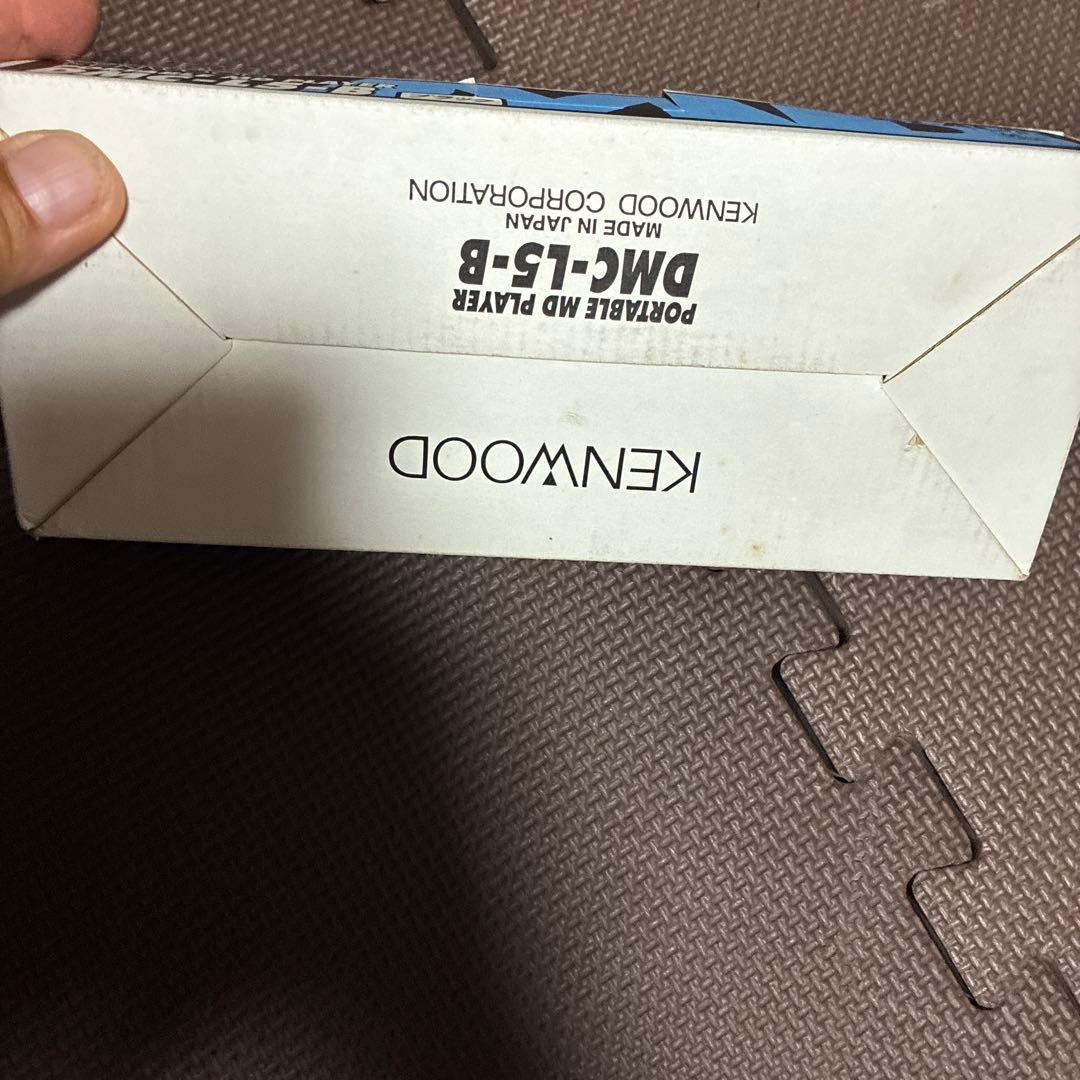 KENWOOD
PORTABLE MD PLAYER
DMC-L5-B
MADE IN JAPAN
KENWOOD CORPORATION